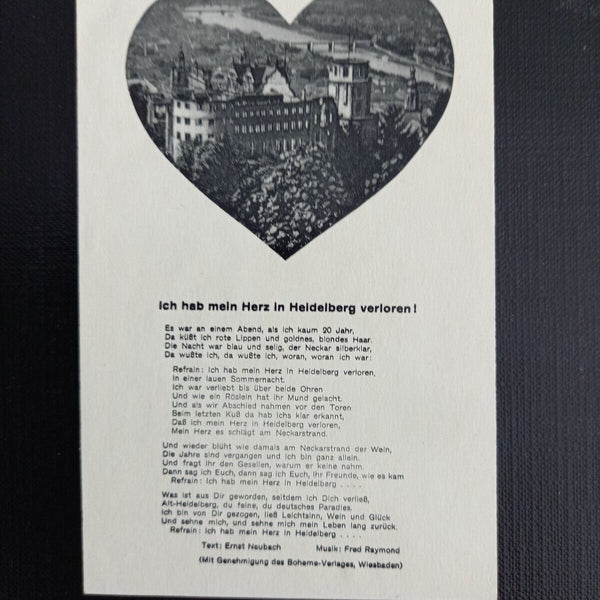 Ich hab mein Herz in Heidelberg verloren!
Es war an einem Abend, als ich kaum 20 Jahr,
Da küßt ich rote Lippen und goldnes, blondes Haar.
Die Nacht war blau und selig, der Neckar silberklar,
Da wußte ich, da wußte ich, woran, woran ich war:
Refrain: Ich hab mein Herz in Heidelberg verloren,
In einer lauen Sommernacht.
Ich war verliebt bis über beide Ohren
Und wie ein Röslein hat ihr Mund gelacht.
Und als wir Abschied nahmen vor den Toren
Beim letzten Kuß da hab ichs klar erkannt,
Daß ich mein Herz in Heidelberg verloren,
Mein Herz es schlägt am Neckarstrand.
Und wieder blüht wie damals am Neckarstrand der Wein,
Die Jahre sind vergangen und ich bin ganz allein.
Und fragt ihr den Gesellen, warum er keine nahm
Dann sag ich Euch, dann sag ich Euch, Ihr Freunde, wie es kam
Refrain: Ich hab mein Herz in Heidelberg . . . .
Was ist aus Dir geworden, seitdem ich Dich verließ,
Alt-Heidelberg, du feine, du deutsches Paradies.
Ich bin von Dir gezogen, ließ Leichtsinn, Wein und Glück
Und sehne mich, und sehne mich mein Leben lang zurück.
Refrain: Ich hab mein Herz in Heidelberg . . . .
Text: Ernst Neubach Musik: Fred Raymond
(Mit Genehmigung des Boheme-Verlages, Wiesbaden)